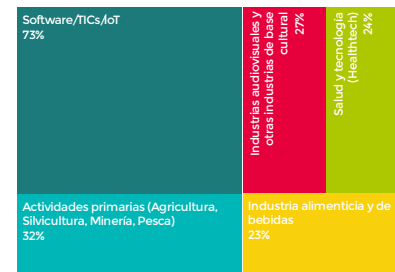 Software/TICs/IoT
73%
Industrias audiovisuales y
otras industrias de base
cultural
27%
Salud y tecnología
(Healthtech)
24%
Actividades primarias (Agricultura,
Silvicultura, Minería, Pesca)
32%
Industria alimenticia y de
bebidas
23%